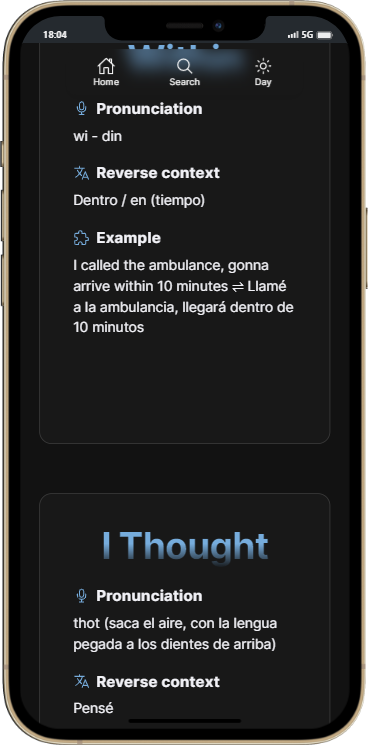 18:04
5G
Home
Search
Day
Pronunciation
wi - din
Reverse context
Dentro / en (tiempo)
Example
I called the ambulance, gonna
arrive within 10 minutes ⇌ Llamé
a la ambulancia, llegará dentro de
10 minutos
I Thought
Pronunciation
thot (saca el aire, con la lengua
pegada a los dientes de arriba)
Reverse context
Pensé